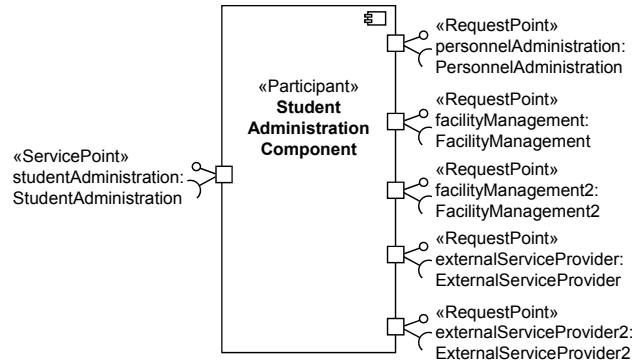 «Participant»
Student
Administration
Component
«ServicePoint»
studentAdministration:
StudentAdministration
«RequestPoint»
personnelAdministration:
PersonnelAdministration
«RequestPoint»
facilityManagement:
FacilityManagement
«RequestPoint»
facilityManagement2:
FacilityManagement2
«RequestPoint»
externalServiceProvider:
ExternalServiceProvider
«RequestPoint»
externalServiceProvider2:
ExternalServiceProvider2